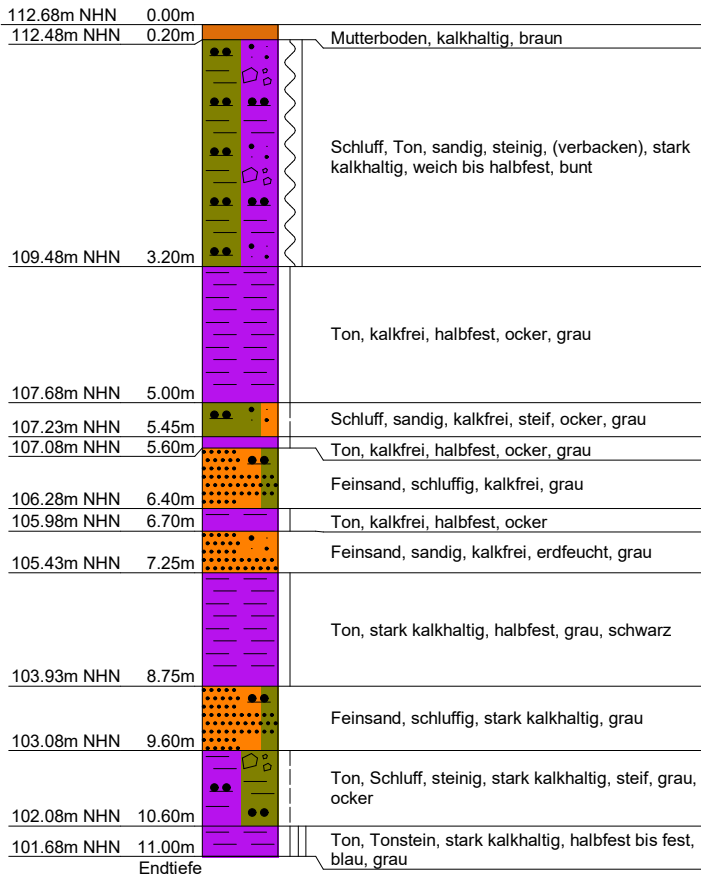 112.68m NHN 0.00m
112.48m NHN 0.20m
Mutterboden, kalkhaltig, braun
Schluff, Ton, sandig, steinig, (verbacken), stark
kalkhaltig, weich bis halbfest, bunt
109.48m NHN 3.20m
Ton, kalkfrei, halbfest, ocker, grau
107.68m NHN 5.00m
Schluff, sandig, kalkfrei, steif, ocker, grau
107.23m NHN 5.45m
Ton, kalkfrei, halbfest, ocker, grau
107.08m NHN 5.60m
Feinsand, schluffig, kalkfrei, grau
106.28m NHN 6.40m
Ton, kalkfrei, halbfest, ocker
105.98m NHN 6.70m
Feinsand, sandig, kalkfrei, erdfeucht, grau
105.43m NHN 7.25m
Ton, stark kalkhaltig, halbfest, grau, schwarz
103.93m NHN 8.75m
Feinsand, schluffig, stark kalkhaltig, grau
103.08m NHN 9.60m
Ton, Schluff, steinig, stark kalkhaltig, steif, grau,
ocker
102.08m NHN 10.60m
Ton, Tonstein, stark kalkhaltig, halbfest bis fest,
blau, grau
101.68m NHN 11.00m
Endtiefe